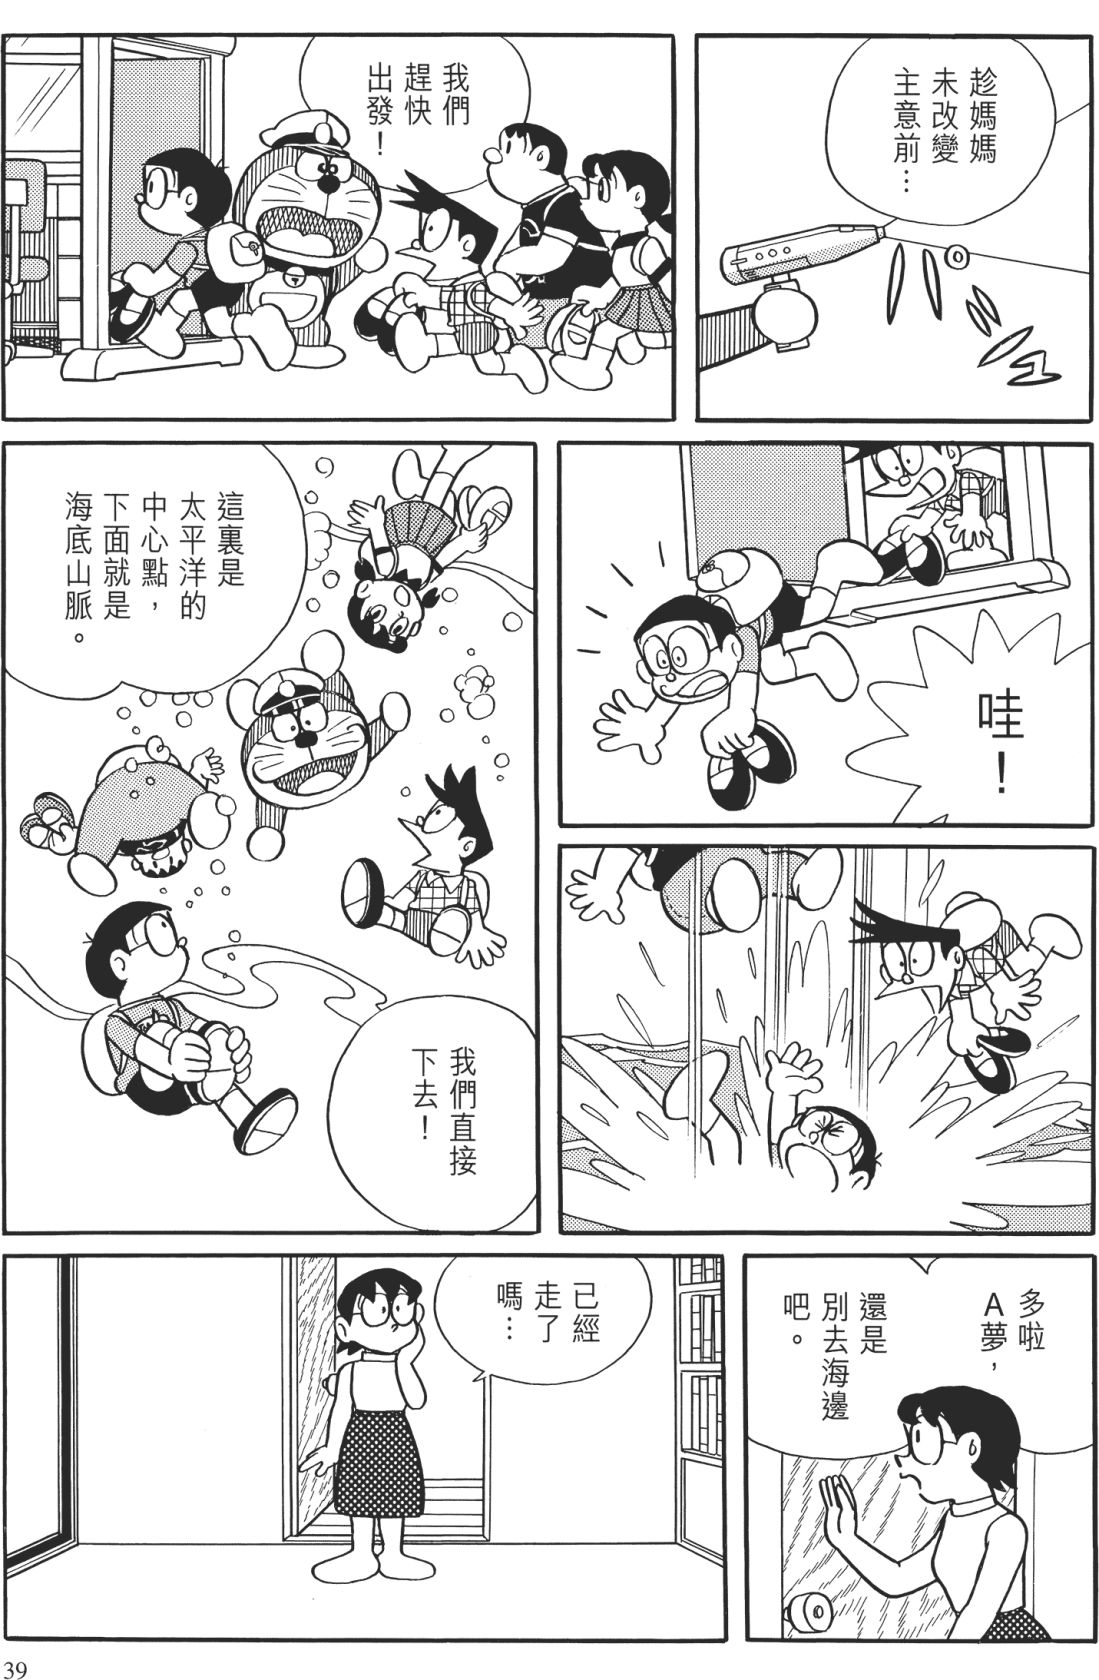 趁媽媽
未改變
主意前…
我們
趕快
出發！
哇！
這裏是
太平洋的
中心點，
下面就是
海底山脈。
我們直接
下去！
多啦
A夢，
還是
別去海邊
吧。
已經
走了
嗎…
39